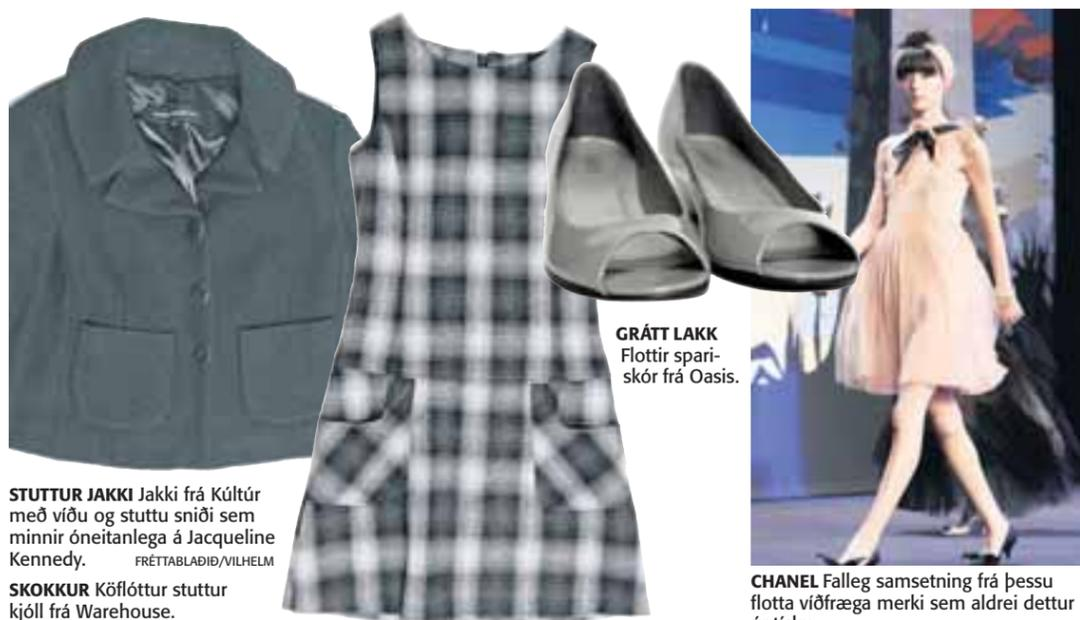 GRÁTT LAKK
Flottir spari-
skór frá Oasis.
STUTTUR JAKKI Jakki frá Kúltúr
með víðu og stuttu sniði sem
minnir óneitanlega á Jacqueline
Kennedy. FRÉTTABLAÐIÐ/VILHELM
SKOKKUR Köflóttur stuttur
kjóll frá Warehouse.
CHANEL Falleg samsetning frá þessu
flotta víðfræga merki sem aldrei dettur